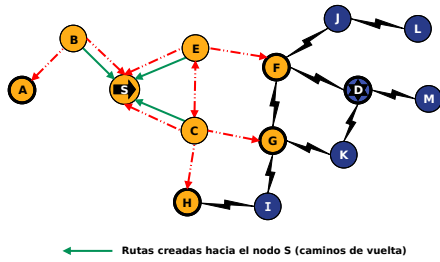 J
L
B
E
F
A
S
D
M
C
G
K
H
I
Rutas creadas hacia el nodo S (caminos de vuelta)